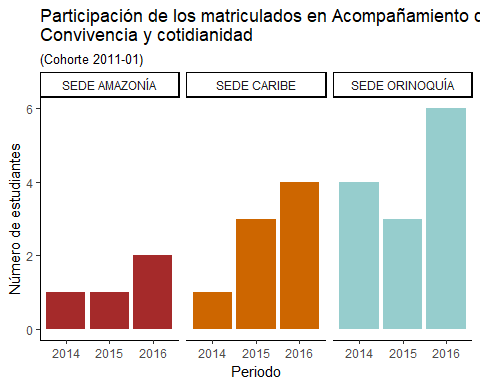 Participación de los matriculados en Acompañamiento
Convivencia y cotidianidad
(Cohorte 2011-01)
SEDE AMAZONÍA SEDE CARIBE SEDE ORINOQUÍA
Número de estudiantes
6
4
2
0
2014 2015 2016 2014 2015 2016 2014 2015 2016
Periodo